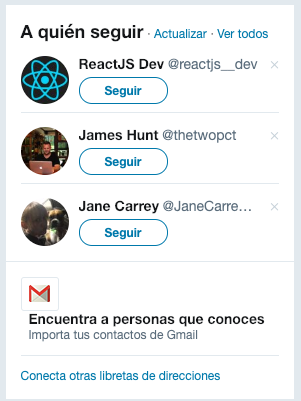 A quién seguir · Actualizar · Ver todos
ReactJS Dev @reactjs__dev
Seguir
James Hunt @thetwopct
Seguir
Jane Carrey @JaneCarre...
Seguir
Encuentra a personas que conoces
Importa tus contactos de Gmail
Conecta otras libretas de direcciones